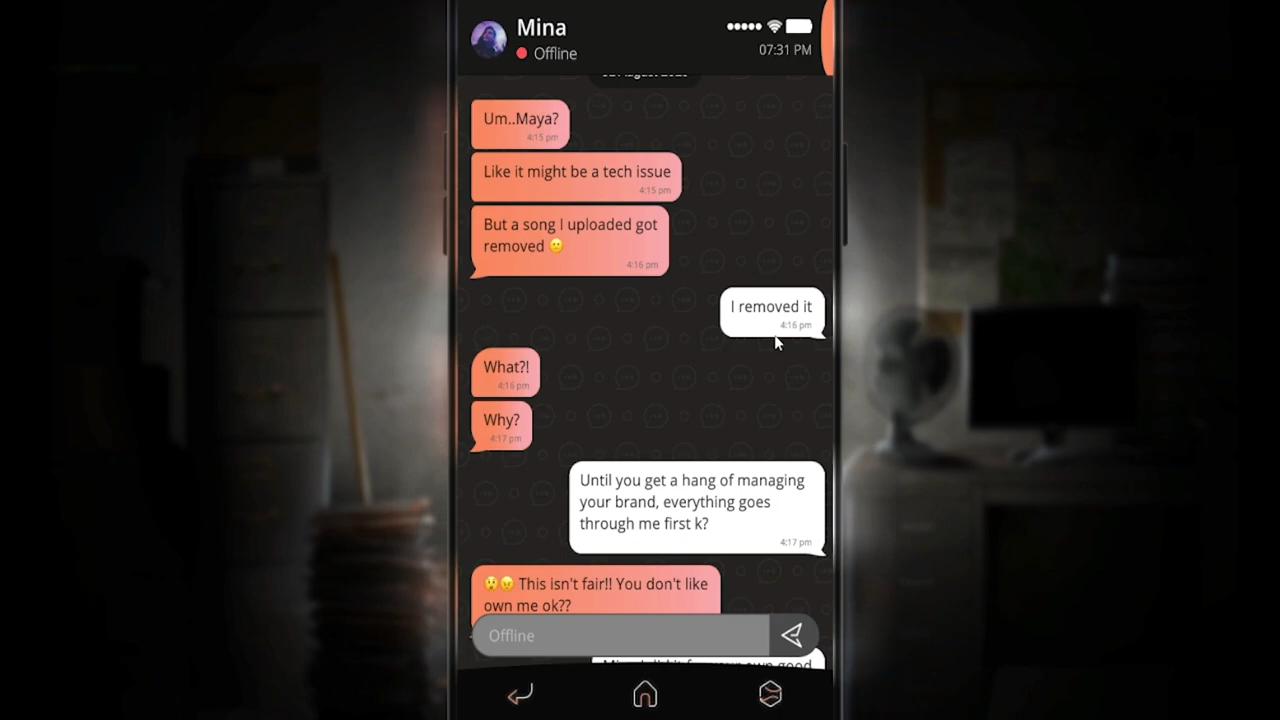 Mina
Offline
07:31 PM
Um..Maya?
4:15 pm
Like it might be a tech issue
4:15 pm
But a song I uploaded got
removed 🙁
4:16 pm
I removed it
4:16 pm
What?!
4:16 pm
Why?
4:17 pm
Until you get a hang of managing
your brand, everything goes
through me first k?
4:17 pm
😲😠 This isn't fair!! You don't like
own me ok??
Offline